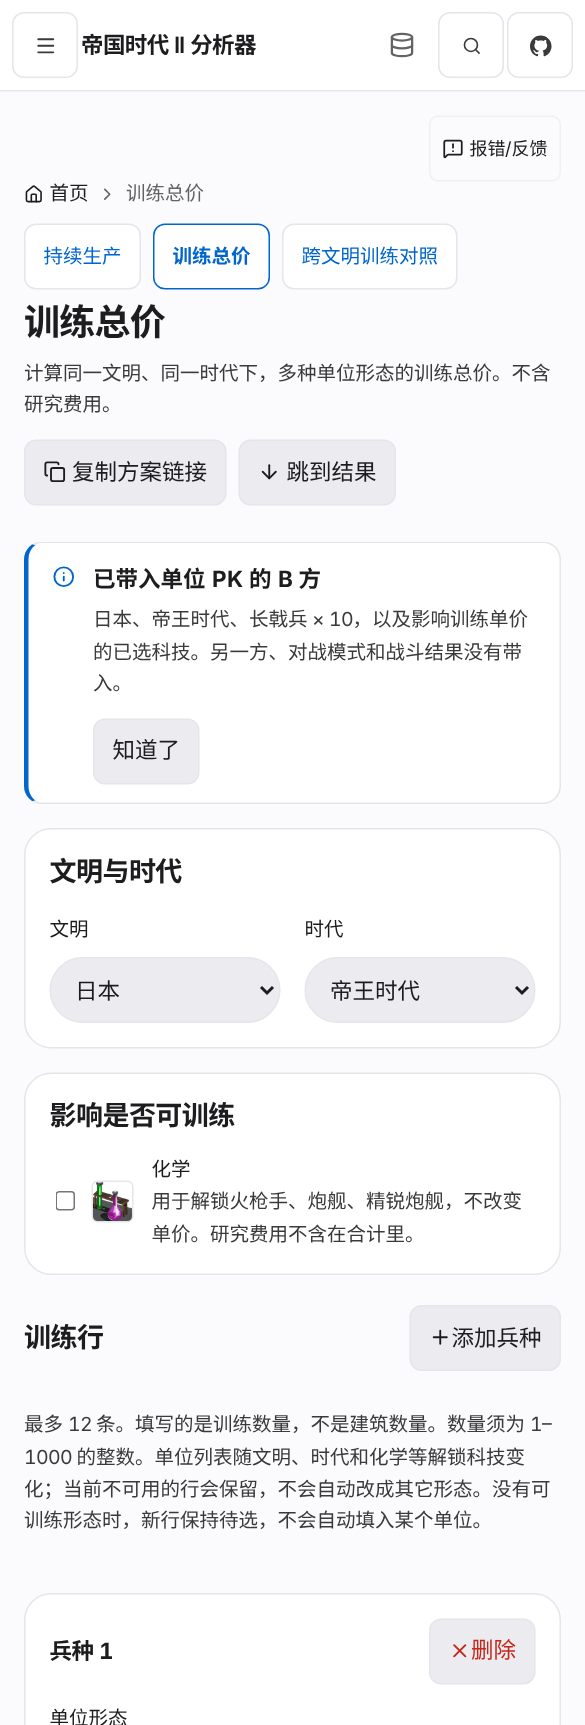 帝国时代 II 分析器
报错/反馈
首页 > 训练总价
持续生产
训练总价
跨文明训练对照
训练总价
计算同一文明、同一时代下，多种单位形态的训练总价。不含
研究费用。
复制方案链接
跳到结果
已带入单位 PK 的 B 方
日本、帝王时代、长戟兵 × 10，以及影响训练单价
的已选科技。另一方、对战模式和战斗结果没有带
入。
知道了
文明与时代
文明
时代
日本
帝王时代
影响是否可训练
化学
用于解锁火枪手、炮舰、精锐炮舰，不改变
单价。研究费用不含在合计里。
训练行
+添加兵种
最多 12 条。填写的是训练数量，不是建筑数量。数量须为 1–
1000 的整数。单位列表随文明、时代和化学等解锁科技变
化；当前不可用的行会保留，不会自动改成其它形态。没有可
训练形态时，新行保持待选，不会自动填入某个单位。
兵种 1
×删除
单位形态